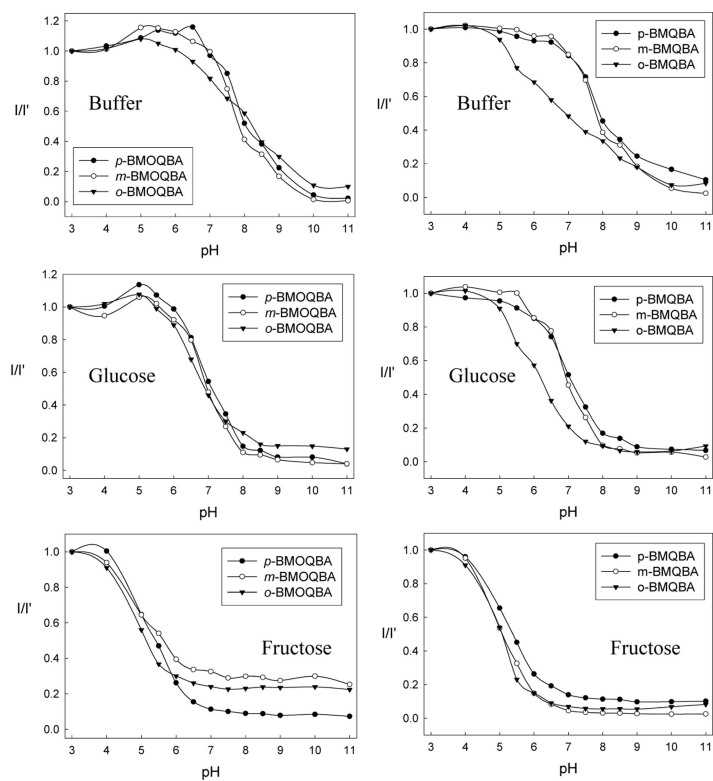 1.2
1.0
0.8
0.6
0.4
0.2
0.0
I/I'
Buffer
p-BMOQBA
m-BMOQBA
o-BMOQBA
3 4 5 6 7 8 9 10 11
pH
1.0
0.8
0.6
0.4
0.2
0.0
I/I'
Buffer
p-BMQBA
m-BMQBA
o-BMQBA
3 4 5 6 7 8 9 10 11
pH
1.2
1.0
0.8
0.6
0.4
0.2
0.0
I/I'
Glucose
p-BMOQBA
m-BMOQBA
o-BMOQBA
3 4 5 6 7 8 9 10 11
pH
1.0
0.8
0.6
0.4
0.2
0.0
I/I'
Glucose
p-BMQBA
m-BMQBA
o-BMQBA
3 4 5 6 7 8 9 10 11
pH
1.0
0.8
0.6
0.4
0.2
0.0
I/I'
Fructose
p-BMOQBA
m-BMOQBA
o-BMOQBA
3 4 5 6 7 8 9 10 11
pH
1.0
0.8
0.6
0.4
0.2
0.0
I/I'
Fructose
p-BMQBA
m-BMQBA
o-BMQBA
3 4 5 6 7 8 9 10 11
pH